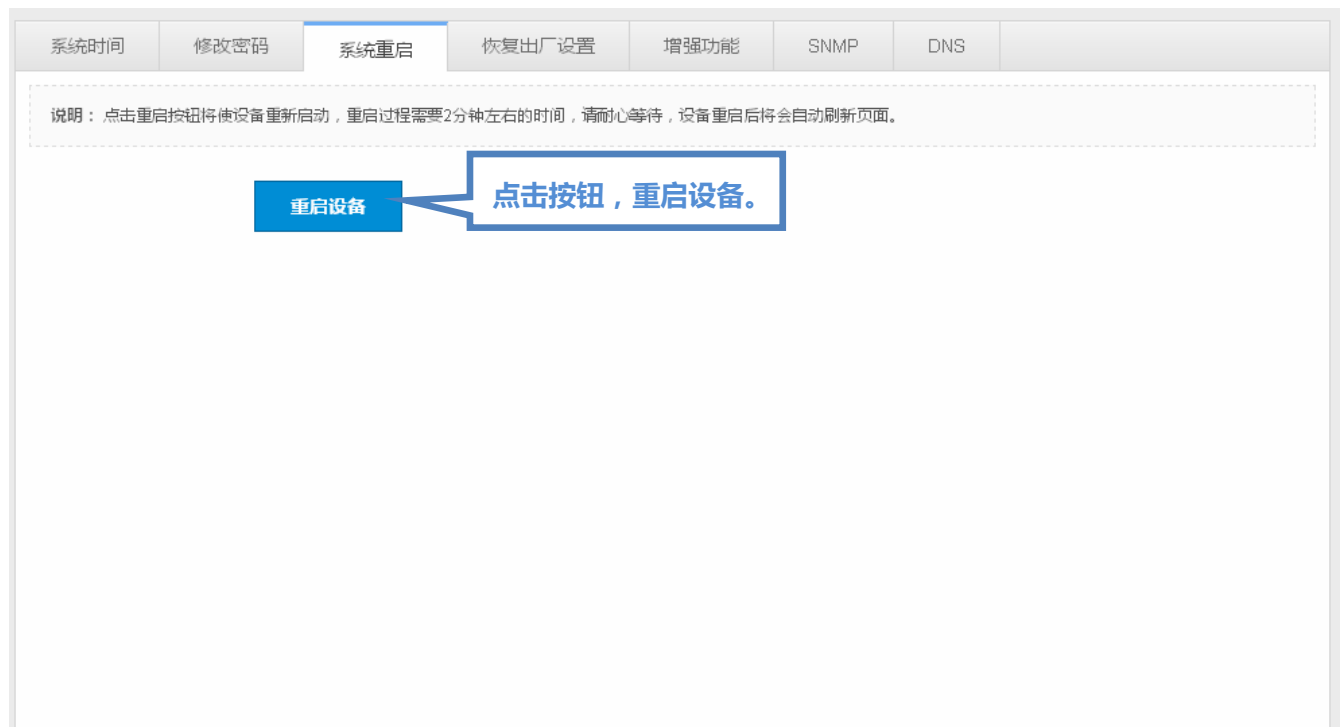 系统时间 修改密码 系统重启 恢复出厂设置 增强功能 SNMP DNS
说明：点击重启按钮将使设备重新启动，重启过程需要2分钟左右的时间，请耐心等待，设备重启后将会自动刷新页面。
重启设备 点击按钮，重启设备。